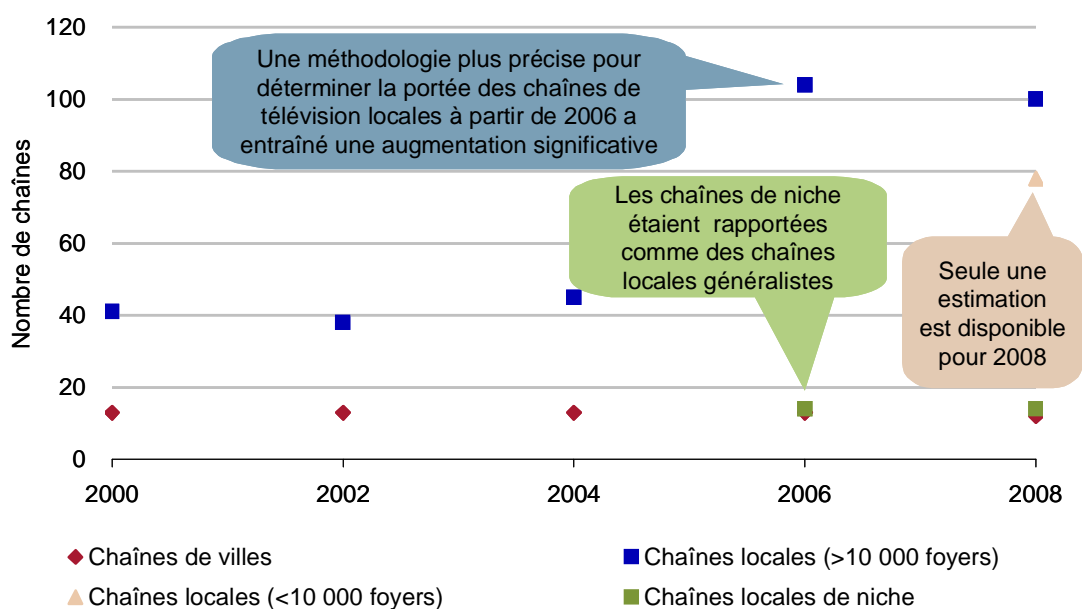 120
100
80
60
40
20
0
Nombre de chaînes
Une méthodologie plus précise pour
déterminer la portée des chaînes de
télévision locales à partir de 2006 a
entraîné une augmentation significative
Les chaînes de niche
étaient rapportées
comme des chaînes
locales généralistes
Seule une
estimation
est disponible
pour 2008
2000
2002
2004
2006
2008
Chaînes de villes
Chaînes locales (>10 000 foyers)
Chaînes locales (<10 000 foyers)
Chaînes locales de niche